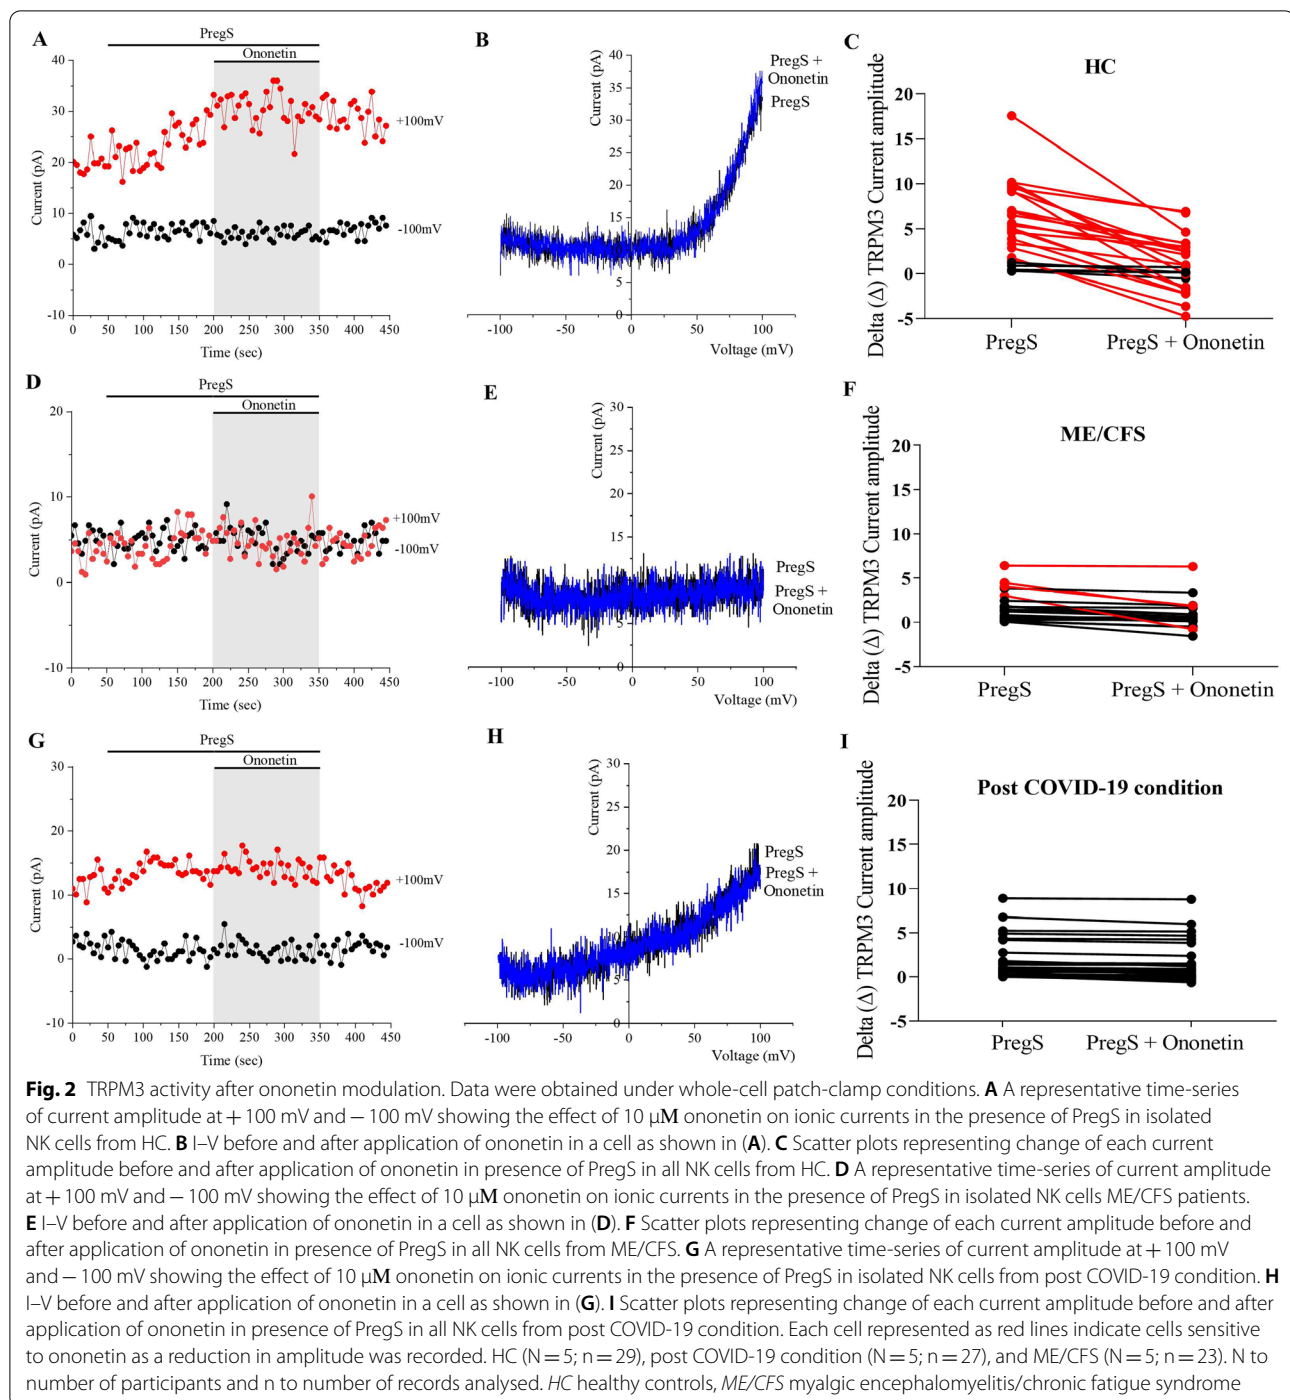 A
PregS
Ononetin
Current (pA)
40
30
20
10
0
-10
+100mV
-100mV
0 50 100 150 200 250 300 350 400 450
Time (sec)
B
Current (pA)
40
35
30
25
20
15
10
5
0
PregS +
Ononetin
PregS
-100 -50 0 50 100
Voltage (mV)
C
HC
Delta (Δ) TRPM3 Current amplitude
20
15
10
5
0
-5
PregS PregS + Ononetin
D
PregS
Ononetin
Current (pA)
20
10
0
-10
+100mV
-100mV
0 50 100 150 200 250 300 350 400 450
Time (sec)
E
Current (pA)
30
25
20
15
10
5
0
PregS
PregS +
Ononetin
-100 -50 0 50 100
Voltage (mV)
F
ME/CFS
Delta (Δ) TRPM3 Current amplitude
20
15
10
5
0
-5
PregS PregS + Ononetin
G
PregS
Ononetin
Current (pA)
30
20
10
0
-10
+100mV
-100mV
0 50 100 150 200 250 300 350 400 450
Time (sec)
H
Current (pA)
30
25
20
15
10
5
0
PregS
PregS +
Ononetin
-100 -50 0 50 100
Voltage (mV)
I
Post COVID-19 condition
Delta (Δ) TRPM3 Current amplitude
20
15
10
5
0
-5
PregS PregS + Ononetin
Fig. 2 TRPM3 activity after ononetin modulation. Data were obtained under whole-cell patch-clamp conditions. A A representative time-series
of current amplitude at + 100 mV and − 100 mV showing the effect of 10 μM ononetin on ionic currents in the presence of PregS in isolated
NK cells from HC. B I–V before and after application of ononetin in a cell as shown in (A). C Scatter plots representing change of each current
amplitude before and after application of ononetin in presence of PregS in all NK cells from HC. D A representative time-series of current amplitude
at + 100 mV and − 100 mV showing the effect of 10 μM ononetin on ionic currents in the presence of PregS in isolated NK cells ME/CFS patients.
E I–V before and after application of ononetin in a cell as shown in (D). F Scatter plots representing change of each current amplitude before and
after application of ononetin in presence of PregS in all NK cells from ME/CFS. G A representative time-series of current amplitude at + 100 mV
and − 100 mV showing the effect of 10 μM ononetin on ionic currents in the presence of PregS in isolated NK cells from post COVID-19 condition. H
I–V before and after application of ononetin in a cell as shown in (G). I Scatter plots representing change of each current amplitude before and after
application of ononetin in presence of PregS in all NK cells from post COVID-19 condition. Each cell represented as red lines indicate cells sensitive
to ononetin as a reduction in amplitude was recorded. HC (N = 5; n = 29), post COVID-19 condition (N = 5; n = 27), and ME/CFS (N = 5; n = 23). N to
number of participants and n to number of records analysed. HC healthy controls, ME/CFS myalgic encephalomyelitis/chronic fatigue syndrome